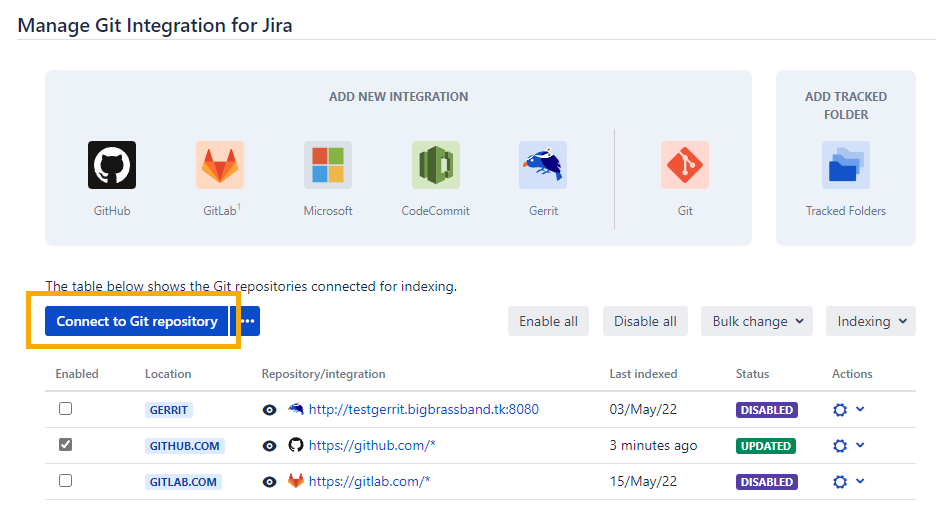 Manage Git Integration for Jira
ADD NEW INTEGRATION
GitHub
GitLab¹
Microsoft
CodeCommit
Gerrit
Git
ADD TRACKED
FOLDER
Tracked Folders
The table below shows the Git repositories connected for indexing.
Connect to Git repository ••• Enable all Disable all Bulk change Indexing
Enabled Location Repository/integration Last indexed Status Actions
GERRIT http://testgerrit.bigbrassband.tk:8080 03/May/22 DISABLED
GITHUB.COM https://github.com/* 3 minutes ago UPDATED
GITLAB.COM https://gitlab.com/* 15/May/22 DISABLED